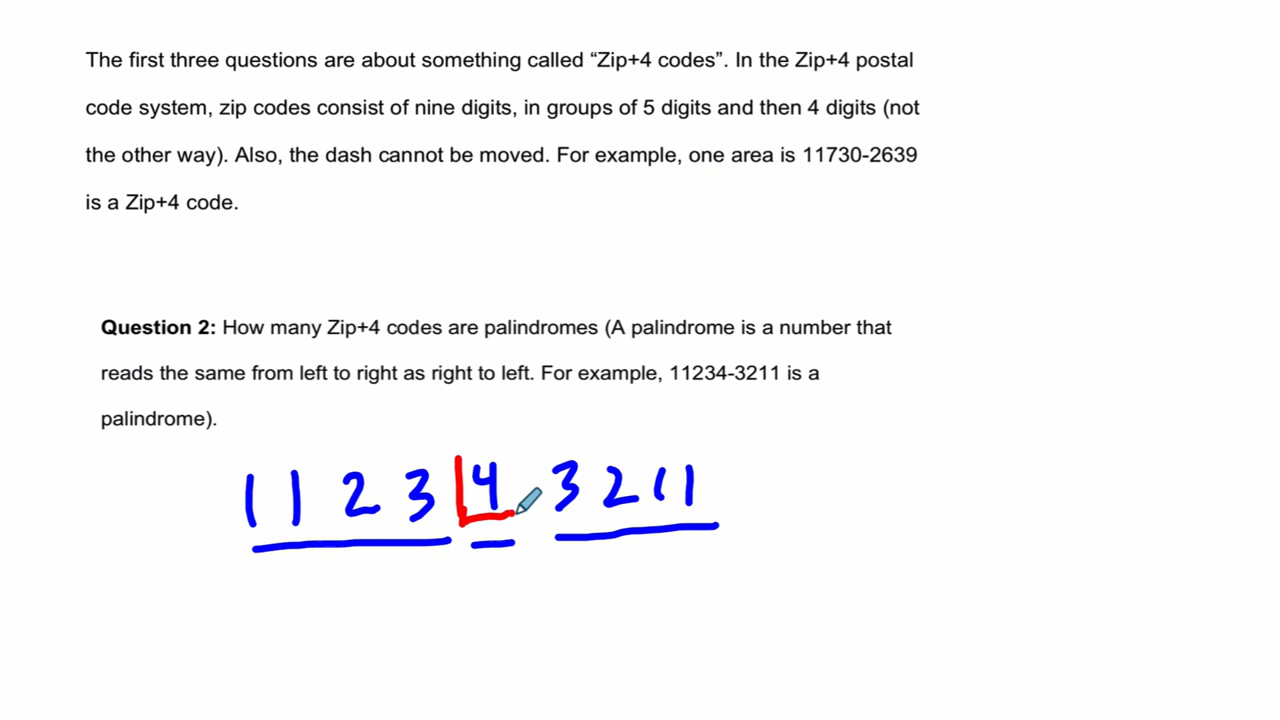 The first three questions are about something called “Zip+4 codes”. In the Zip+4 postal
code system, zip codes consist of nine digits, in groups of 5 digits and then 4 digits (not
the other way). Also, the dash cannot be moved. For example, one area is 11730-2639
is a Zip+4 code.
Question 2: How many Zip+4 codes are palindromes (A palindrome is a number that
reads the same from left to right as right to left. For example, 11234-3211 is a
palindrome).
1 1 2 3 4 3 2 1 1